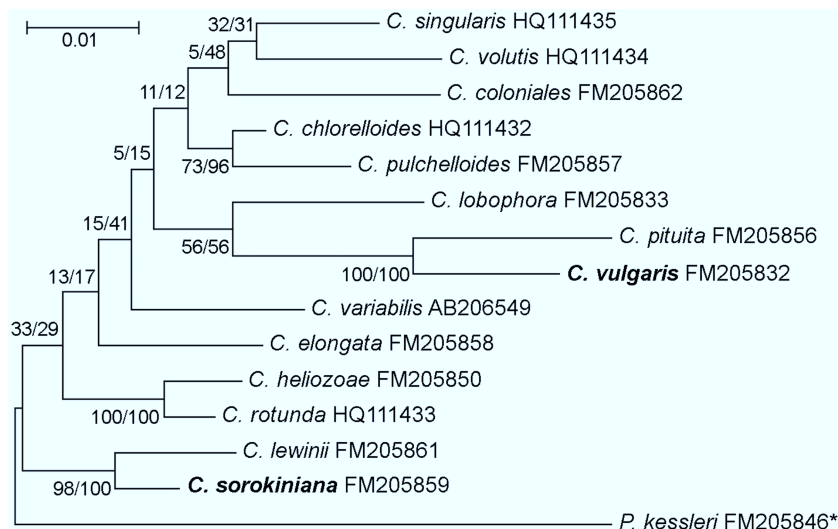 32/31
C. singularis HQ111435
0.01
5/48
C. volutis HQ111434
11/12
C. coloniales FM205862
C. chlorelloides HQ111432
5/15
73/96
C. pulchelloides FM205857
C. lobophora FM205833
15/41
56/56
C. pituita FM205856
100/100
C. vulgaris FM205832
13/17
C. variabilis AB206549
33/29
C. elongata FM205858
C. heliozoae FM205850
100/100
C. rotunda HQ111433
C. lewinii FM205861
98/100
C. sorokiniana FM205859
P. kessleri FM205846*